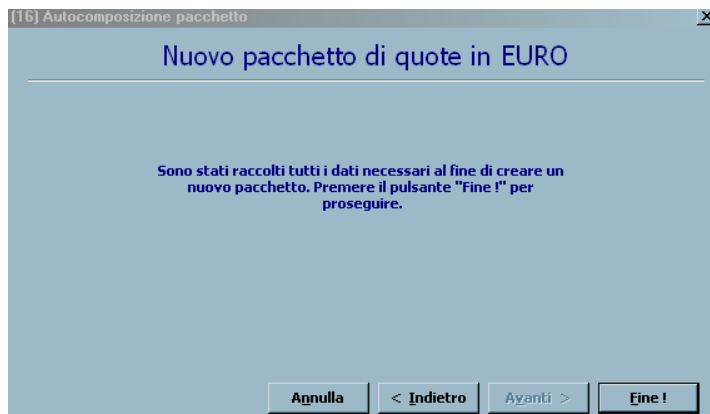 (16) Autocomposizione pacchetto
Nuovo pacchetto di quote in EURO
Sono stati raccolti tutti i dati necessari al fine di creare un
nuovo pacchetto. Premere il pulsante "Fine !" per
proseguire.
Annulla
< Indietro
Avanti >
Fine !